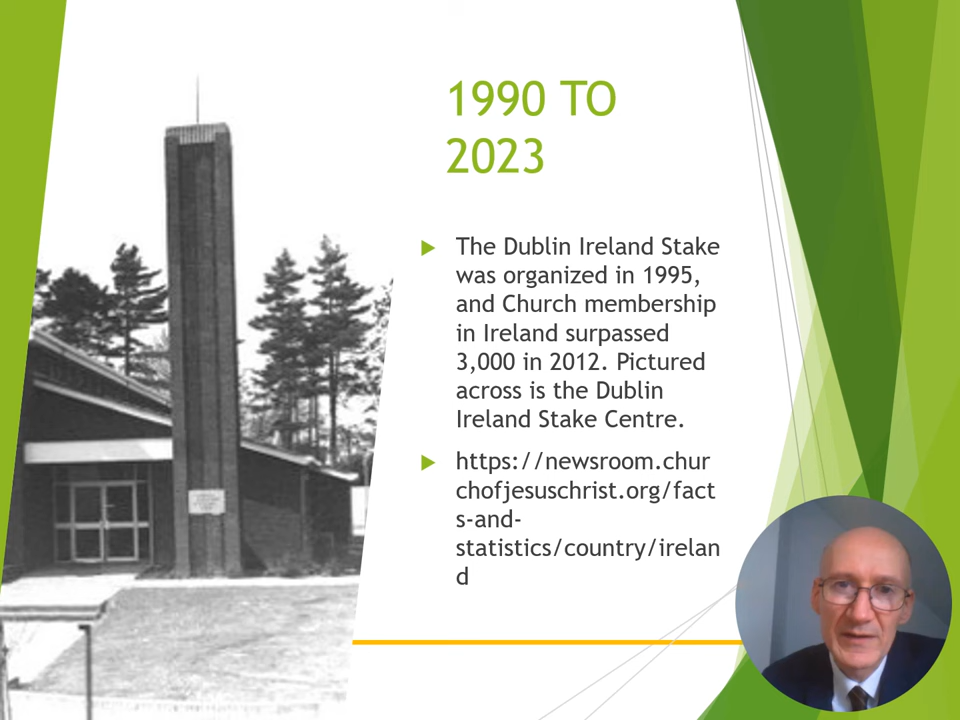 1990 TO
2023
The Dublin Ireland Stake
was organized in 1995,
and Church membership
in Ireland surpassed
3,000 in 2012. Pictured
across is the Dublin
Ireland Stake Centre.
https://newsroom.chur
chofjesuschrist.org/fact
s-and-
statistics/country/irelan
d